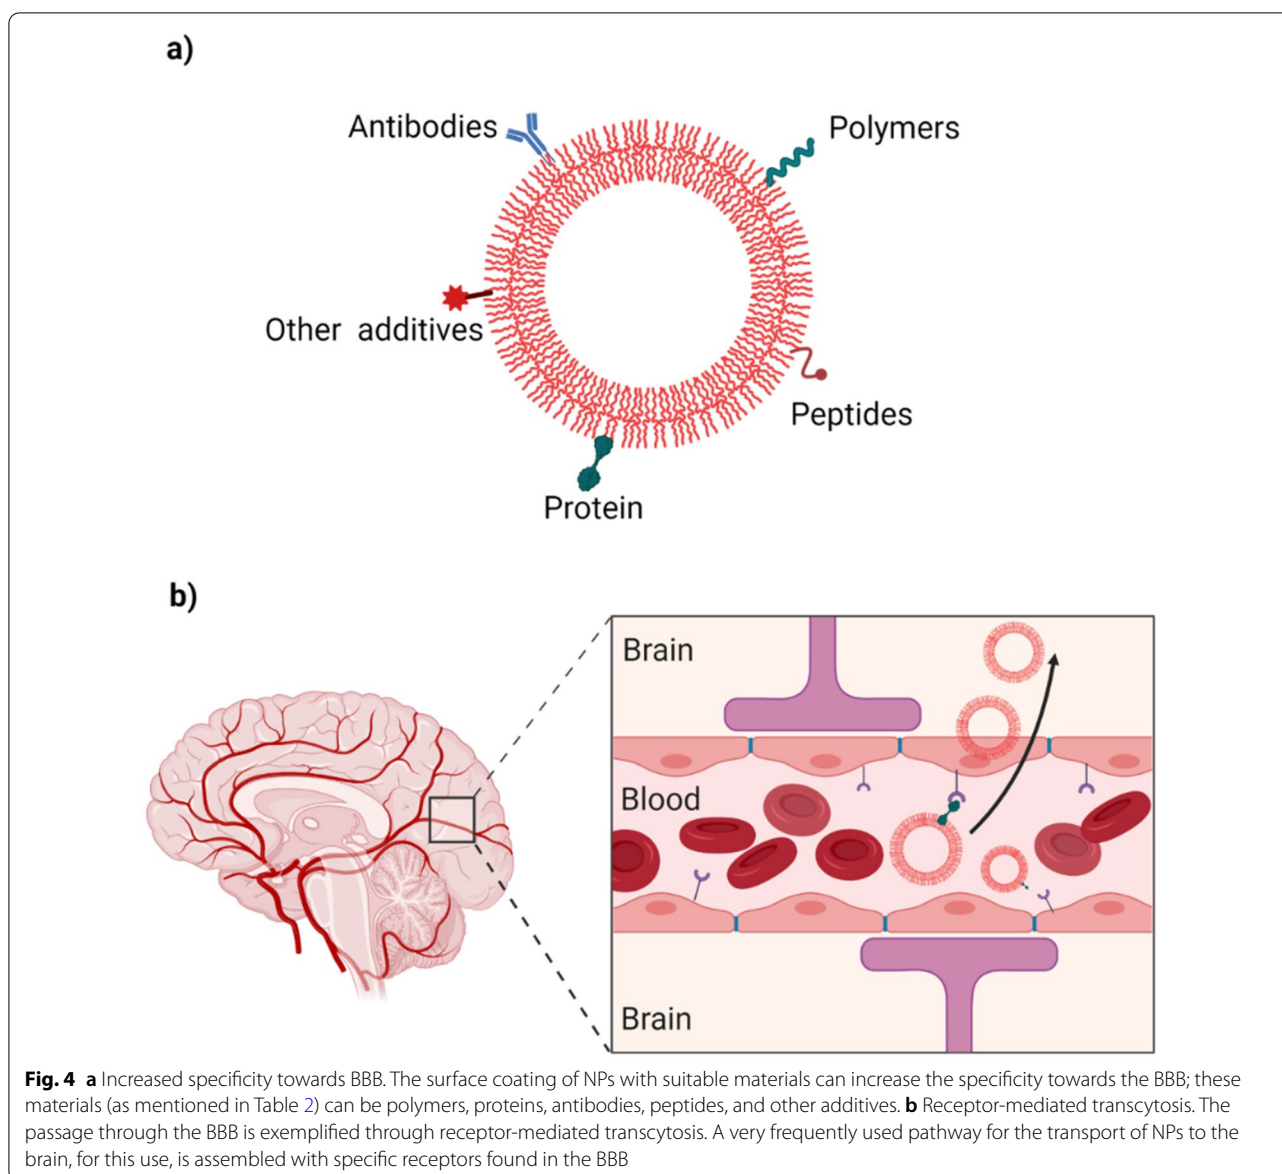 a)
Antibodies
Polymers
Other additives
Peptides
Protein
b)
Brain
Blood
Brain
Fig. 4 a Increased specificity towards BBB. The surface coating of NPs with suitable materials can increase the specificity towards the BBB; these
materials (as mentioned in Table 2) can be polymers, proteins, antibodies, peptides, and other additives. b Receptor-mediated transcytosis. The
passage through the BBB is exemplified through receptor-mediated transcytosis. A very frequently used pathway for the transport of NPs to the
brain, for this use, is assembled with specific receptors found in the BBB